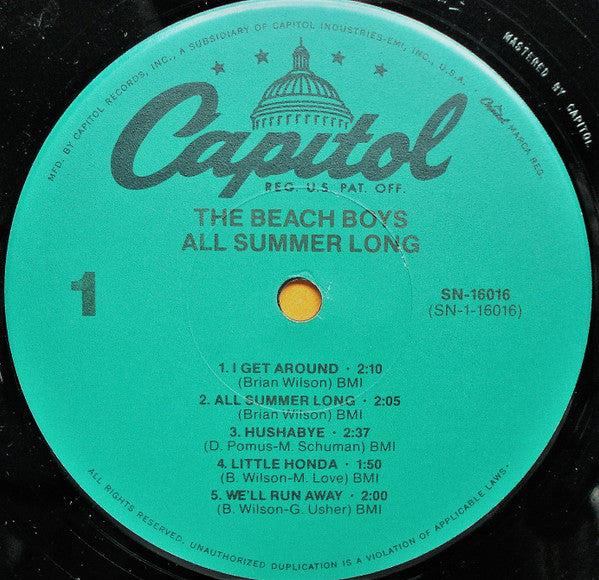 MFD. BY CAPITOL RECORDS, INC., A SUBSIDIARY OF CAPITOL INDUSTRIES-EMI, INC., U.S.A. Capitol MARCA REG.
MASTERED BY CAPITOL
Capitol
REG. U.S. PAT. OFF.
THE BEACH BOYS
ALL SUMMER LONG
1
SN-16016
(SN-1-16016)
1. I GET AROUND · 2:10
(Brian Wilson) BMI
2. ALL SUMMER LONG · 2:05
(Brian Wilson) BMI
3. HUSHABYE · 2:37
(D. Pomus-M. Schuman) BMI
4. LITTLE HONDA · 1:50
(B. Wilson-M. Love) BMI
5. WE'LL RUN AWAY · 2:00
(B. Wilson-G. Usher) BMI
ALL RIGHTS RESERVED. UNAUTHORIZED DUPLICATION IS A VIOLATION OF APPLICABLE LAWS·